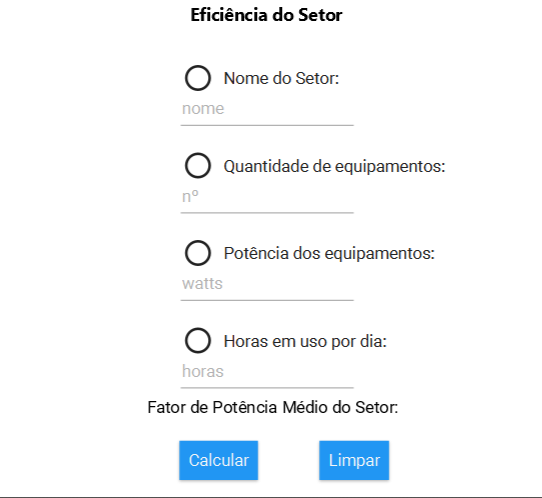 Eficiência do Setor
Nome do Setor:
nome
Quantidade de equipamentos:
nº
Potência dos equipamentos:
watts
Horas em uso por dia:
horas
Fator de Potência Médio do Setor:
Calcular Limpar